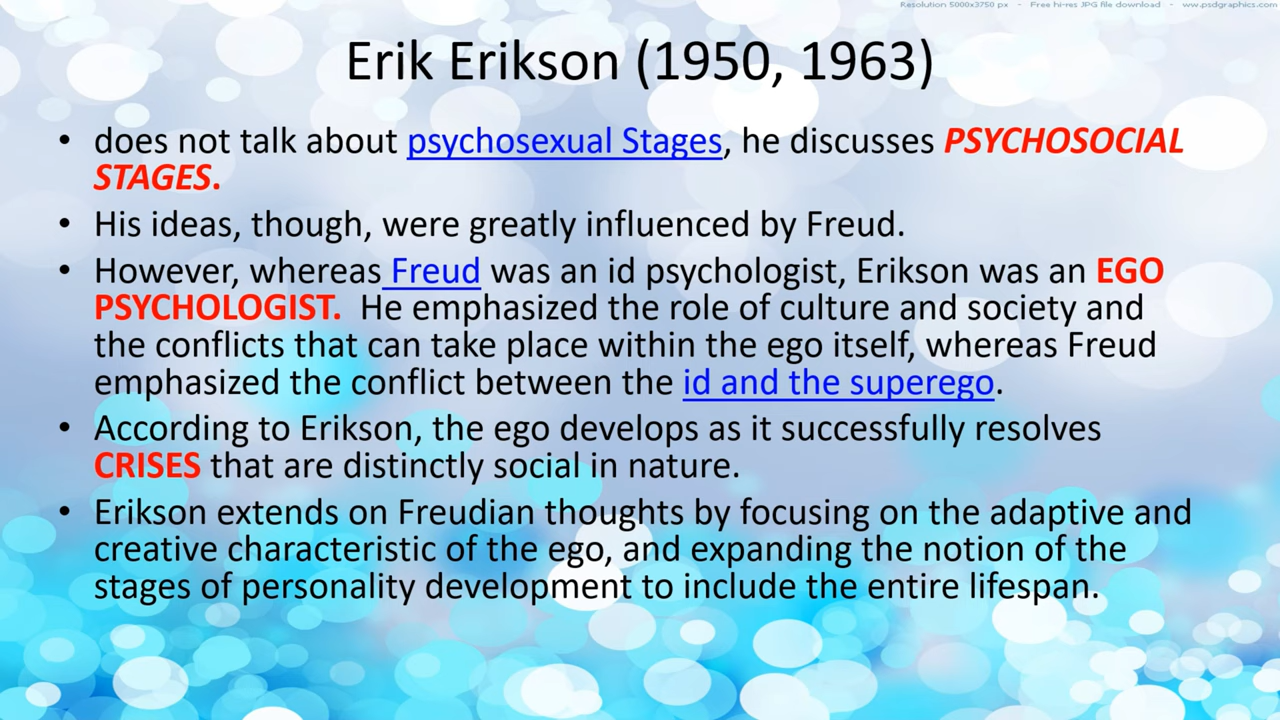 Resolution 5000x3750 px - Free hi-res JPG file download - www.psdgraphics.com
Erik Erikson (1950, 1963)
• does not talk about psychosexual Stages, he discusses PSYCHOSOCIAL
STAGES.
• His ideas, though, were greatly influenced by Freud.
• However, whereas Freud was an id psychologist, Erikson was an EGO
PSYCHOLOGIST. He emphasized the role of culture and society and
the conflicts that can take place within the ego itself, whereas Freud
emphasized the conflict between the id and the superego.
• According to Erikson, the ego develops as it successfully resolves
CRISES that are distinctly social in nature.
• Erikson extends on Freudian thoughts by focusing on the adaptive and
creative characteristic of the ego, and expanding the notion of the
stages of personality development to include the entire lifespan.